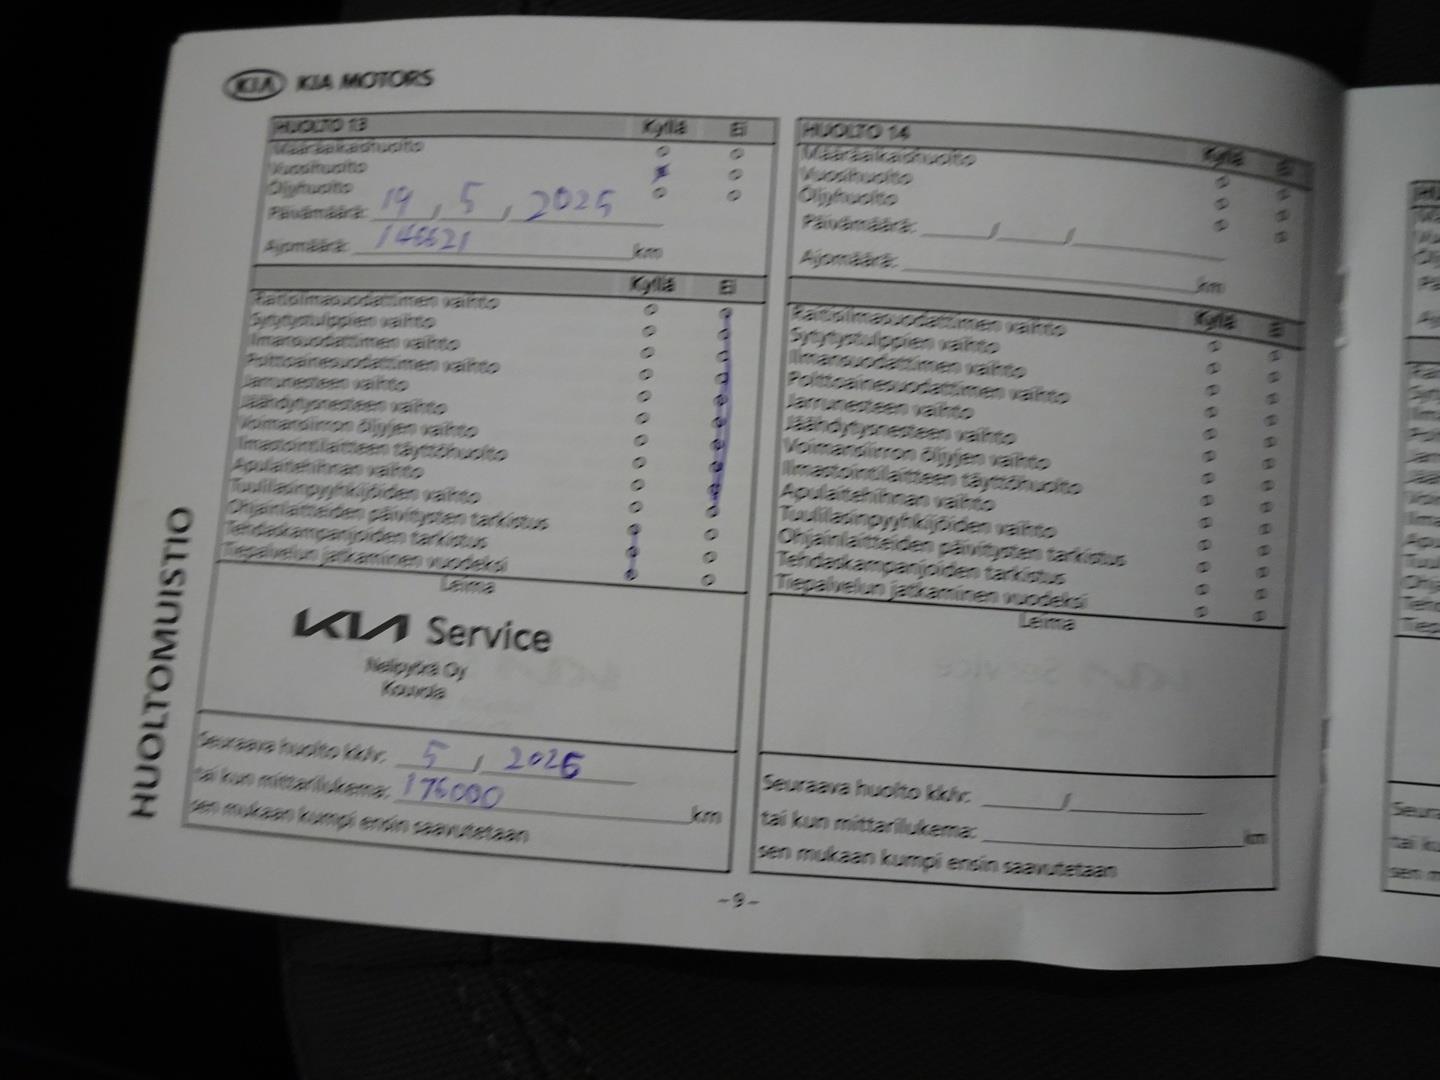 KIA KIA MOTORS
HUOLTO 13 Kyllä Ei
Määräaikaishuolto
Vuosihuolto
Öljyhuolto
Päivämäärä: 19, 5, 2025
Ajomäärä: 146621 km
Kyllä Ei
Raitisilmasuodattimen vaihto
Sytytystulppien vaihto
Ilmansuodattimen vaihto
Polttoainesuodattimen vaihto
Jarrunesteen vaihto
Jäähdytysnesteen vaihto
Voimansiirron öljyjen vaihto
Ilmastointilaitteen täyttöhuolto
Apulaitehihnan vaihto
Tuulilasinpyyhkijöiden vaihto
Ohjainlaitteiden päivitysten tarkistus
Tehdaskampanjoiden tarkistus
Tiepalvelun jatkaminen vuodeksi
Leima
KIA Service
Nelipyörä Oy
Kouvola
Seuraava huolto kk/v. 5 / 2026
tai kun mittarilukema: 176000 km
sen mukaan kumpi ensin saavutetaan
HUOLTO 14 Kyllä Ei
Määräaikaishuolto
Vuosihuolto
Öljyhuolto
Päivämäärä: / /
Ajomäärä: km
Kyllä Ei
Raitisilmasuodattimen vaihto
Sytytystulppien vaihto
Ilmansuodattimen vaihto
Polttoainesuodattimen vaihto
Jarrunesteen vaihto
Jäähdytysnesteen vaihto
Voimansiirron öljyjen vaihto
Ilmastointilaitteen täyttöhuolto
Apulaitehihnan vaihto
Tuulilasinpyyhkijöiden vaihto
Ohjainlaitteiden päivitysten tarkistus
Tehdaskampanjoiden tarkistus
Tiepalvelun jatkaminen vuodeksi
Leima
Seuraava huolto kk/v. /
tai kun mittarilukema: km
sen mukaan kumpi ensin saavutetaan
HUOLTOMUISTIO
-9-